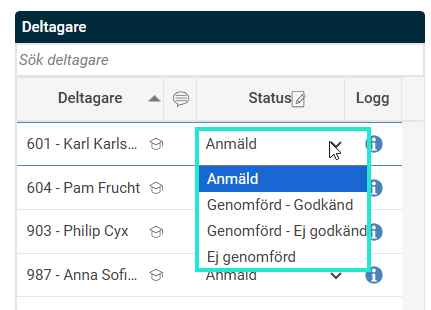 Deltagare
Sök deltagare
Deltagare Status Logg
601 - Karl Karls... Anmäld
Anmäld
604 - Pam Frucht
Genomförd - Godkänd
903 - Philip Cyx Genomförd - Ej godkänd
Ej genomförd
987 - Anna Sofi... Anmäld